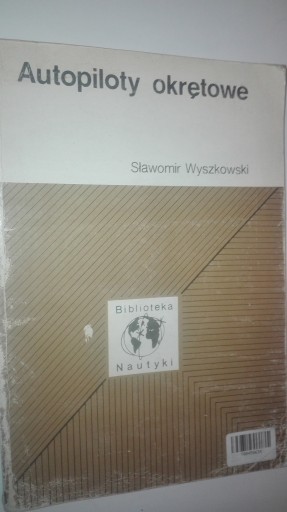 Autopiloty okrętowe
Sławomir Wyszkowski
Biblioteka
Nautyki